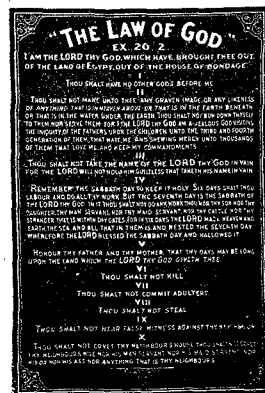 "THE LAW OF GOD"
EX. 20. 2.
I AM THE LORD THY GOD, WHICH HAVE BROUGHT THEE OUT
OF THE LAND OF EGYPT, OUT OF THE HOUSE OF BONDAGE
I
THOU SHALT HAVE NO OTHER GODS BEFORE ME
THOU SHALT NOT MAKE UNTO THEE ANY GRAVEN IMAGE, OR ANY LIKENESS
OF ANYTHING THAT IS IN HEAVEN ABOVE OR THAT IS IN THE EARTH BENEATH
OR THAT IS IN THE WATER UNDER THE EARTH. THOU SHALT NOT BOW DOWN THYSELF
TO THEM NOR SERVE THEM: FOR I THE LORD THY GOD AM A JEALOUS GOD VISITING
THE INIQUITY OF THE FATHERS UPON THE CHILDREN UNTO THE THIRD AND FOURTH
GENERATION OF THEM THAT HATE ME; AND SHEWING MERCY UNTO THOUSANDS
OF THEM THAT LOVE ME, AND KEEP MY COMMANDMENTS
III
THOU SHALT NOT TAKE THE NAME OF THE LORD THY GOD IN VAIN
FOR THE LORD WILL NOT HOLD HIM GUILTLESS THAT TAKETH HIS NAME IN VAIN
IV
REMEMBER THE SABBATH DAY TO KEEP IT HOLY. SIX DAYS SHALT THOU
LABOUR AND DO ALL THY WORK: BUT THE SEVENTH DAY IS THE SABBATH OF
THE LORD THY GOD: IN IT THOU SHALT NOT DO ANY WORK, THOU NOR THY SON NOR THY
DAUGHTER, THY MAN SERVANT, NOR THY MAID SERVANT, NOR THY CATTLE NOR THY
STRANGER THAT IS WITHIN THY GATES: FOR IN SIX DAYS THE LORD MADE HEAVEN AND
EARTH, THE SEA, AND ALL THAT IN THEM IS AND RESTED THE SEVENTH DAY
WHEREFORE THE LORD BLESSED THE SABBATH DAY AND HALLOWED IT
V
HONOUR THY FATHER AND THY MOTHER: THAT THY DAYS MAY BE LONG
UPON THE LAND WHICH THE LORD THY GOD GIVETH THEE
VI
THOU SHALT NOT KILL
VII
THOU SHALT NOT COMMIT ADULTERY
VIII
THOU SHALT NOT STEAL
IX
THOU SHALT NOT BEAR FALSE WITNESS AGAINST THY NEIGHBOUR
X
THOU SHALT NOT COVET THY NEIGHBOUR'S HOUSE THOU SHALT NOT COVET
THY NEIGHBOUR'S WIFE NOR HIS MAN SERVANT NOR HIS MAID SERVANT NOR
HIS OX NOR HIS ASS NOR ANYTHING THAT IS THY NEIGHBOURS